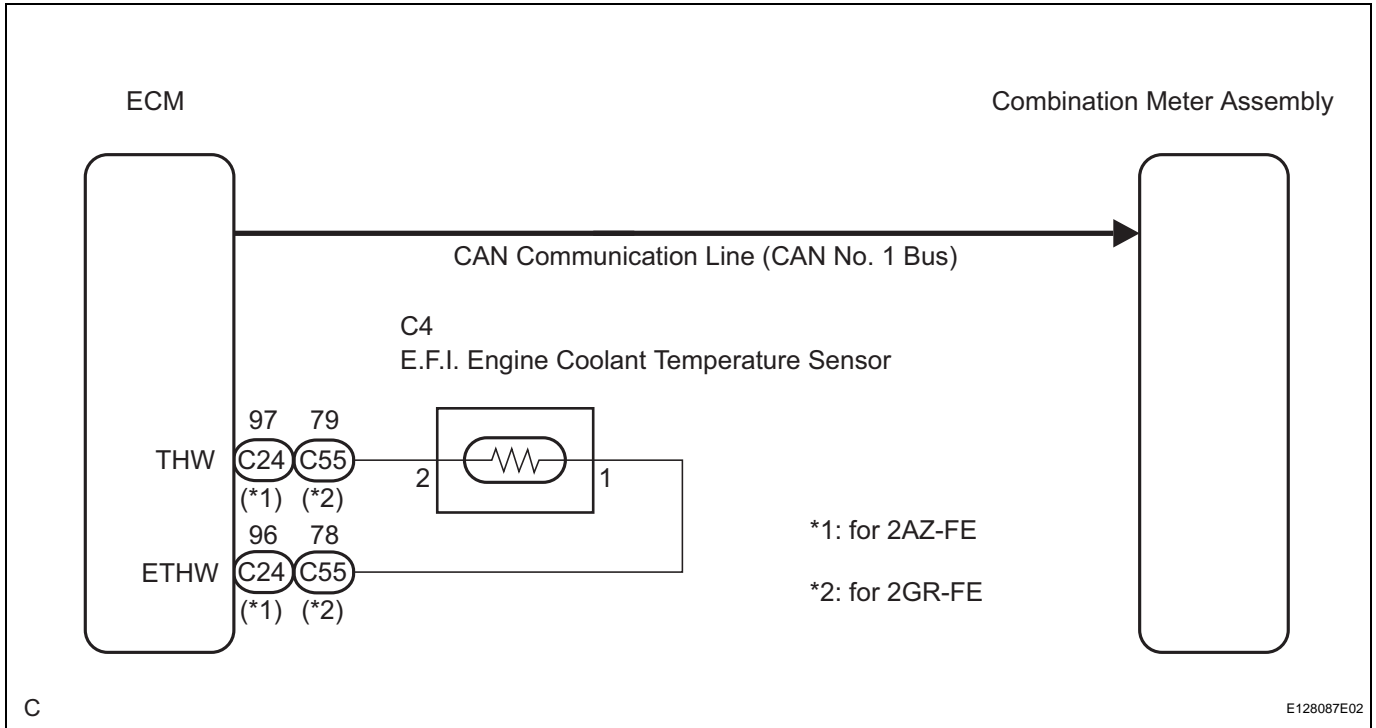 ECM
Combination Meter Assembly
CAN Communication Line (CAN No. 1 Bus)
C4
E.F.I. Engine Coolant Temperature Sensor
97 79
THW C24 C55 2 1
(*1) (*2)
96 78
ETHW C24 C55
(*1) (*2)
*1: for 2AZ-FE
*2: for 2GR-FE
C
E128087E02